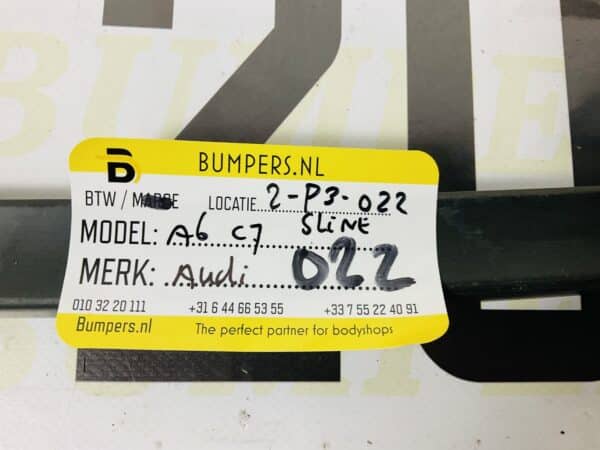 BUMPERS.NL
BTW / MARGE LOCATIE 2-P3-022
MODEL: A6 C7 SLINE
MERK: Audi 022
010 32 20 111 +31 6 44 66 53 55 +33 7 55 22 40 91
Bumpers.nl The perfect partner for bodyshops